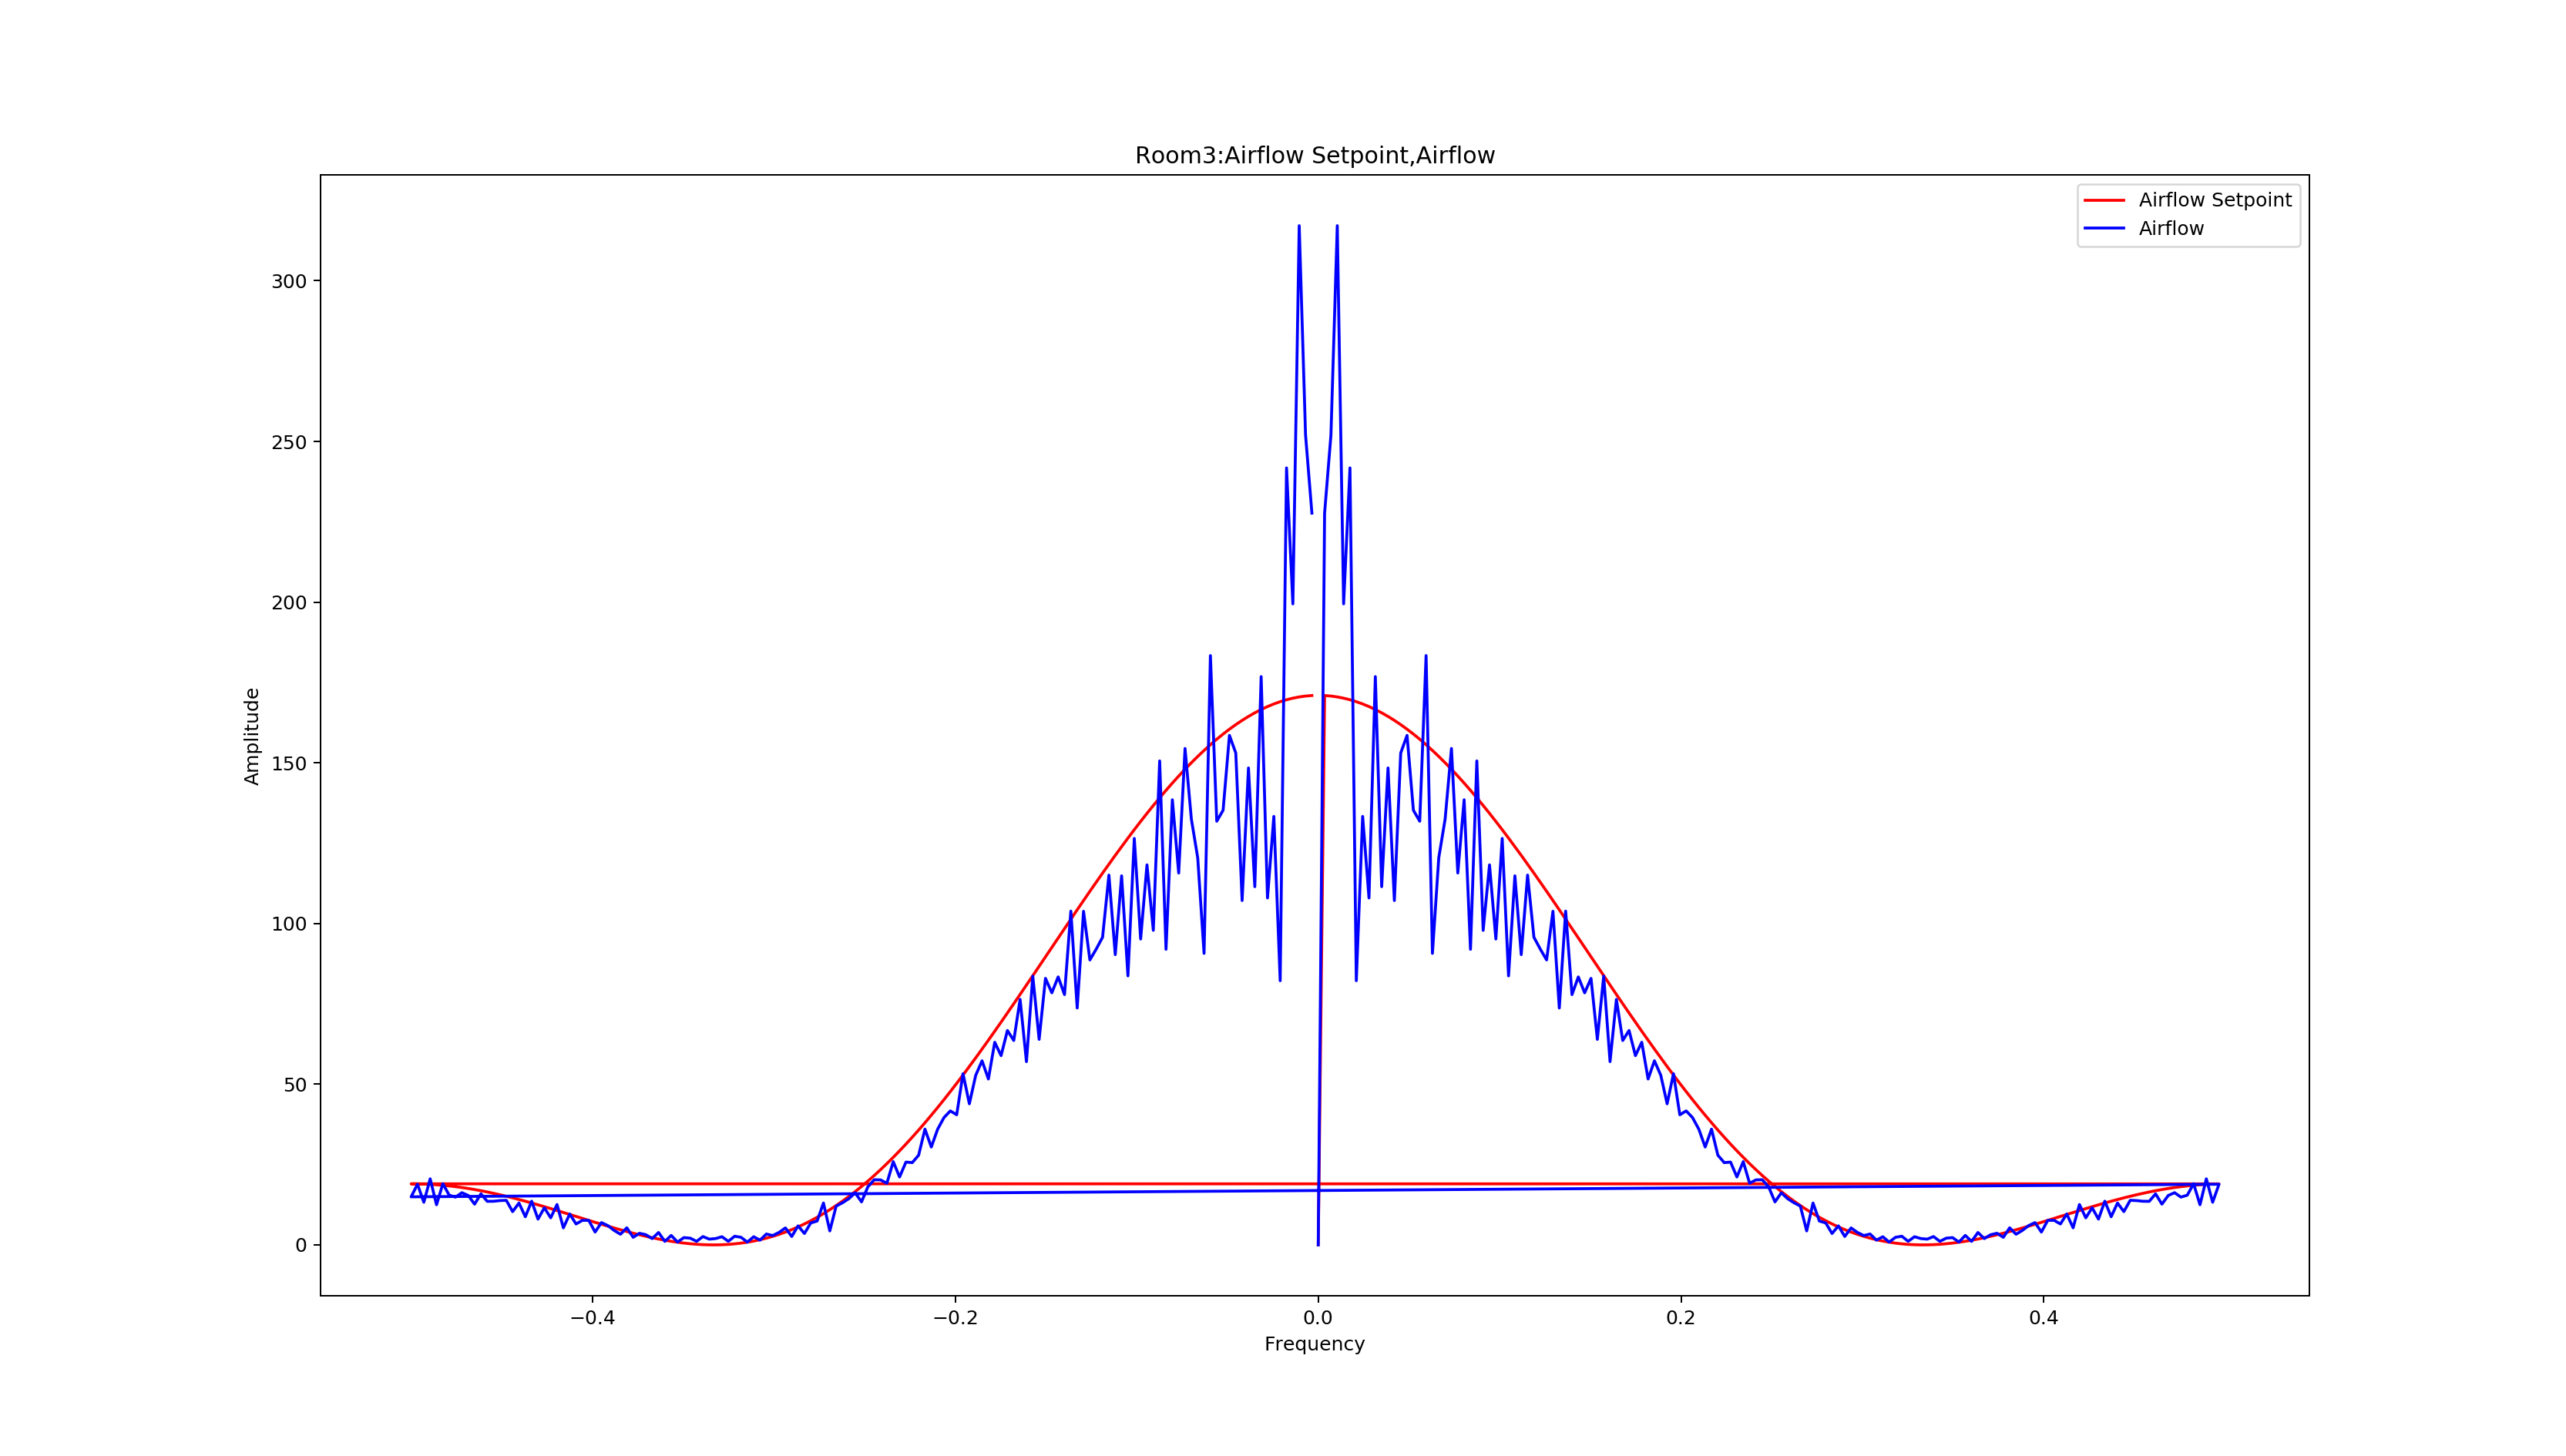 Room3:Airflow Setpoint,Airflow
Airflow Setpoint
Airflow
300
250
200
150
100
50
0
Amplitude
−0.4
−0.2
0.0
0.2
0.4
Frequency